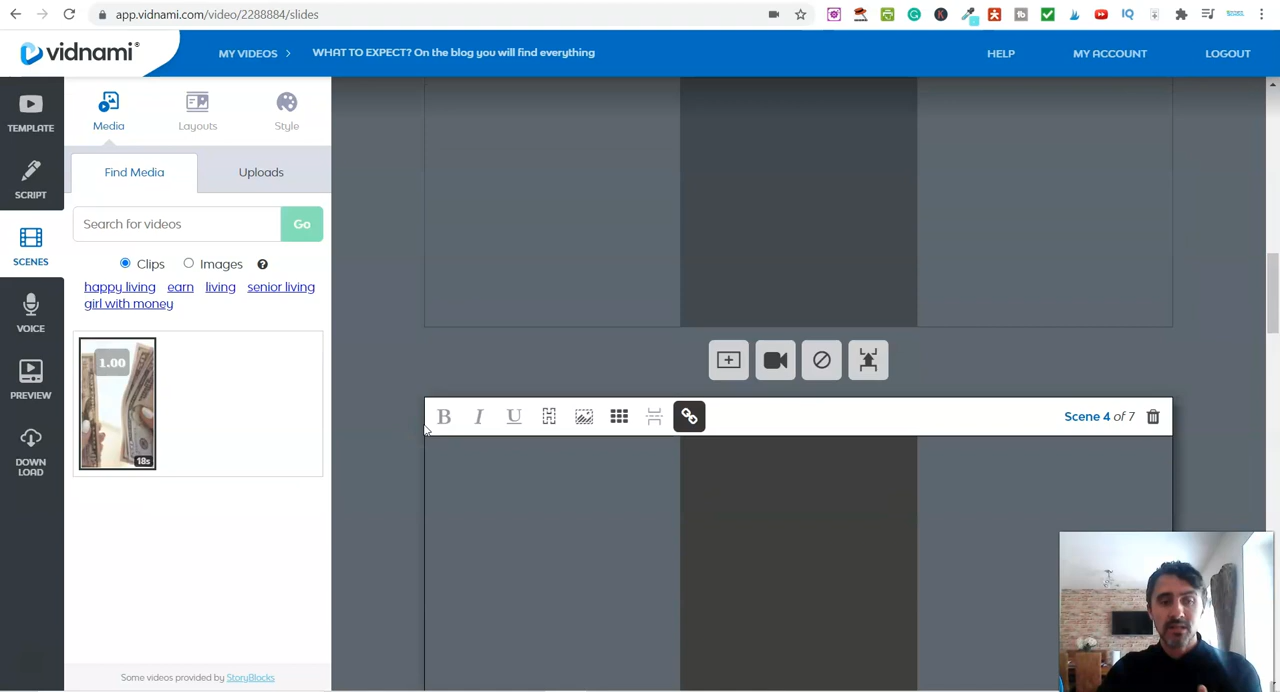 app.vidnami.com/video/2288884/slides
vidnami®
MY VIDEOS >
WHAT TO EXPECT? On the blog you will find everything
HELP
MY ACCOUNT
LOGOUT
TEMPLATE
SCRIPT
SCENES
VOICE
PREVIEW
DOWN
LOAD
Media
Layouts
Style
Find Media
Uploads
Search for videos
Go
Clips
Images
?
happy living earn living senior living
girl with money
1.00
18s
Some videos provided by StoryBlocks
B I U H
Scene 4 of 7